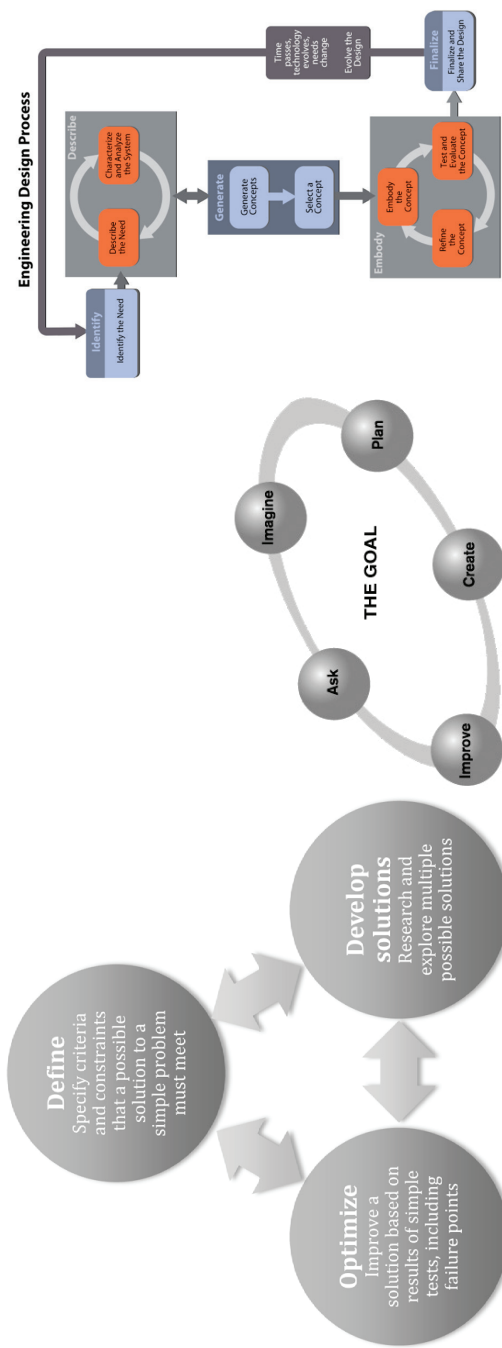 Define
Specify criteria
and constraints
that a possible
solution to a
simple problem
must meet
Optimize
Improve a
solution based on
results of simple
tests, including
failure points
Develop
solutions
Research and
explore multiple
possible solutions
THE GOAL
Ask
Imagine
Plan
Create
Improve
Engineering Design Process
Identify
Identify the Need
Describe
Describe
the Need
Characterize
and Analyze
the System
Generate
Generate
Concepts
Select a
Concept
Embody
Embody
the
Concept
Test and
Evaluate
the Concept
Refine
the
Concept
Finalize
Finalize and
Share the Design
Time
passes,
technology
evolves,
needs
change
Evolve the
Design